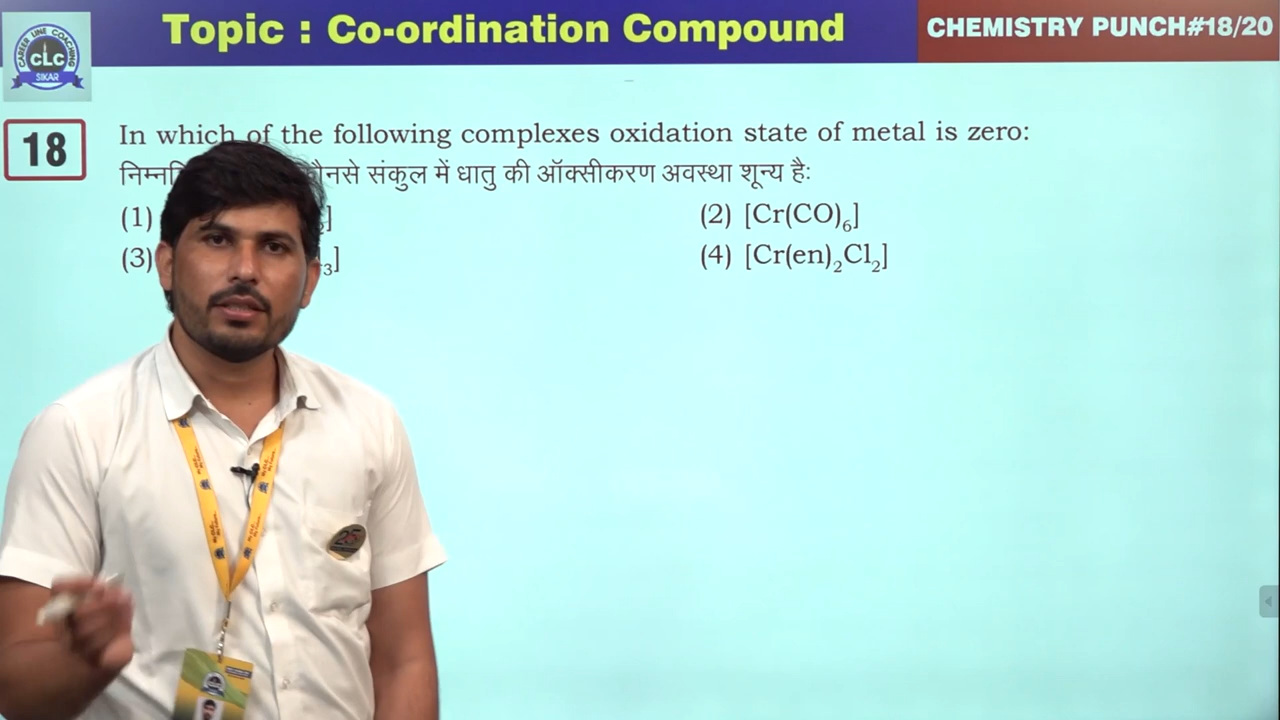 Topic : Co-ordination Compound
CHEMISTRY PUNCH#18/20
CAREER LINE COACHING
CLC
SIKAR
18
In which of the following complexes oxidation state of metal is zero:
संकुल में धातु की ऑक्सीकरण अवस्था शून्य है:
(1) ]
(2) [Cr(CO)₆]
(3) ₃]
(4) [Cr(en)₂Cl₂]
25